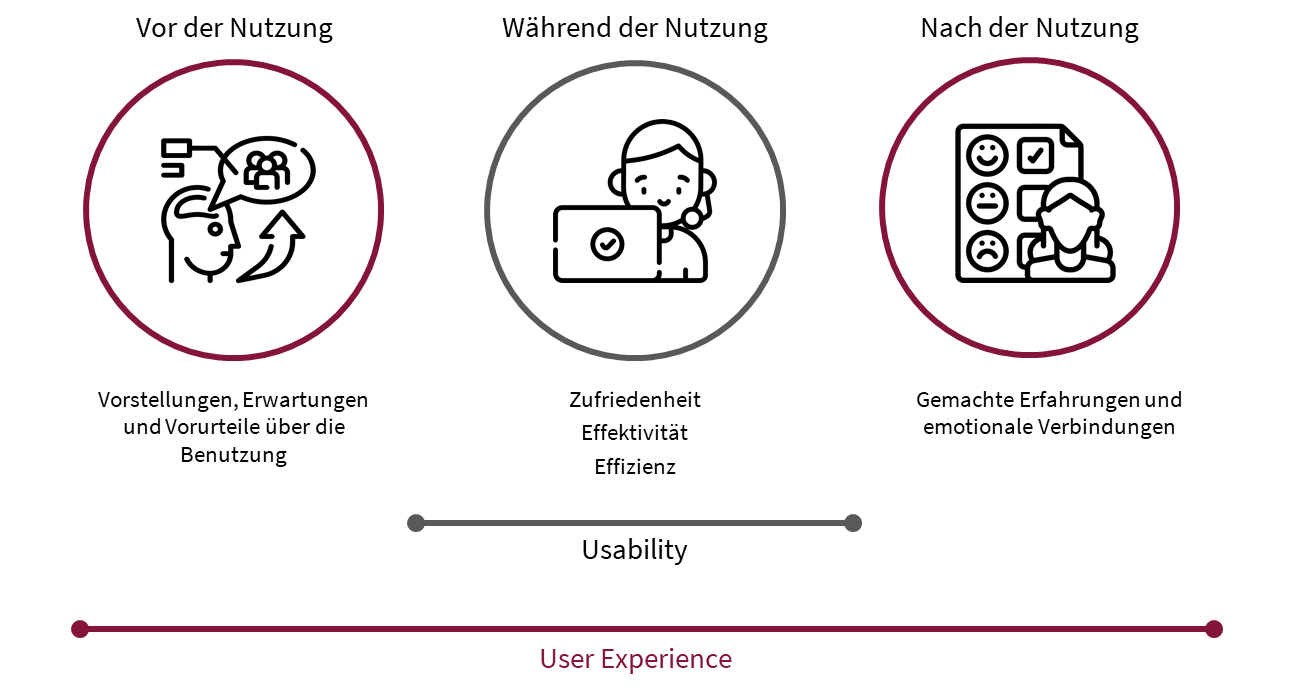 Vor der Nutzung
Während der Nutzung
Nach der Nutzung
Vorstellungen, Erwartungen
und Vorurteile über die
Benutzung
Zufriedenheit
Effektivität
Effizienz
Gemachte Erfahrungen und
emotionale Verbindungen
Usability
User Experience